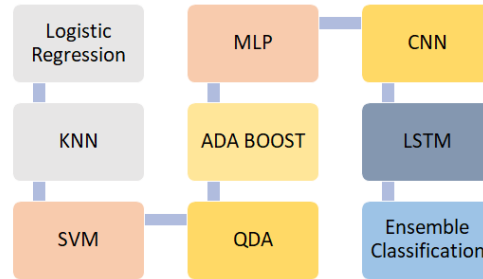 Logistic
Regression
MLP
CNN
KNN
ADA BOOST
LSTM
SVM
QDA
Ensemble
Classification